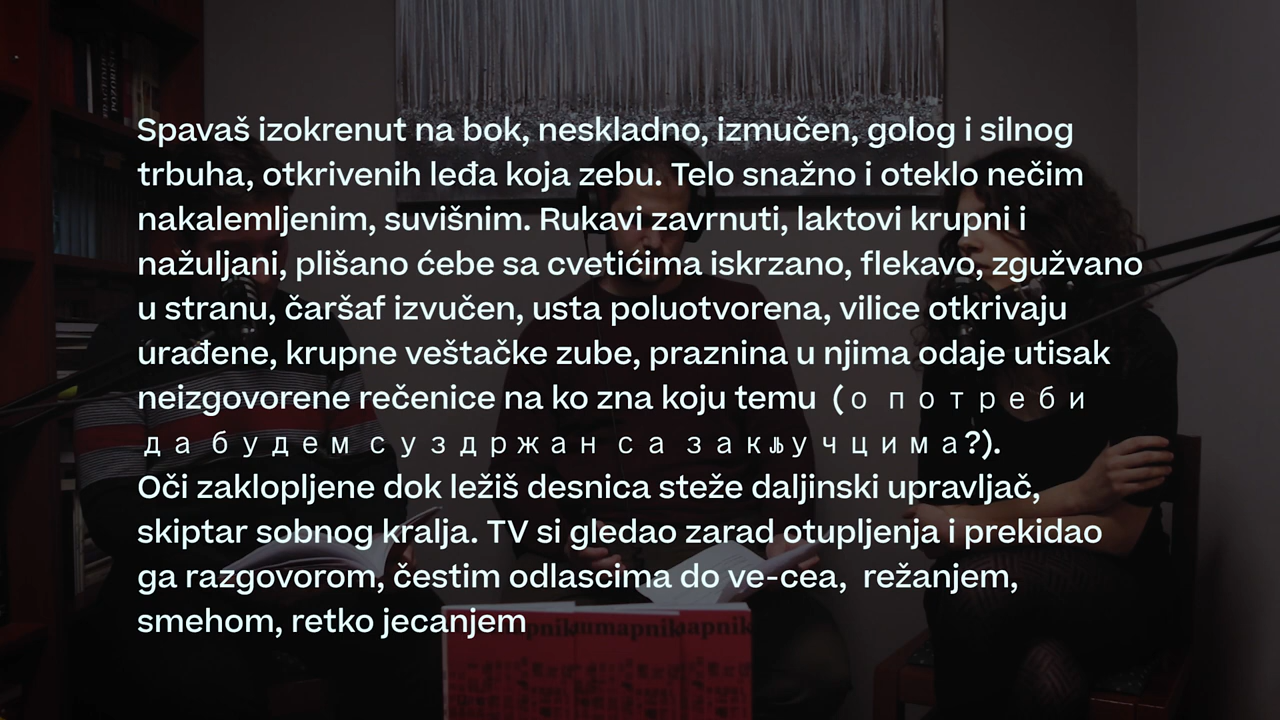 Spavaš izokrenut na bok, neskladno, izmučen, golog i silnog
trbuha, otkrivenih leđa koja zebu. Telo snažno i oteklo nečim
nakalemljenim, suvišnim. Rukavi zavrnuti, laktovi krupni i
nažuljani, plišano ćebe sa cvetićima iskrzano, flekavo, zgužvano
u stranu, čaršaf izvučen, usta poluotvorena, vilice otkrivaju
urađene, krupne veštačke zube, praznina u njima odaje utisak
neizgovorene rečenice na ko zna koju temu (о потреби
да будем суздржан са закључцима?).
Oči zaklopljene dok ležiš desnica steže daljinski upravljač,
skiptar sobnog kralja. TV si gledao zarad otupljenja i prekidao
ga razgovorom, čestim odlascima do ve-cea, režanjem,
smehom, retko jecanjem